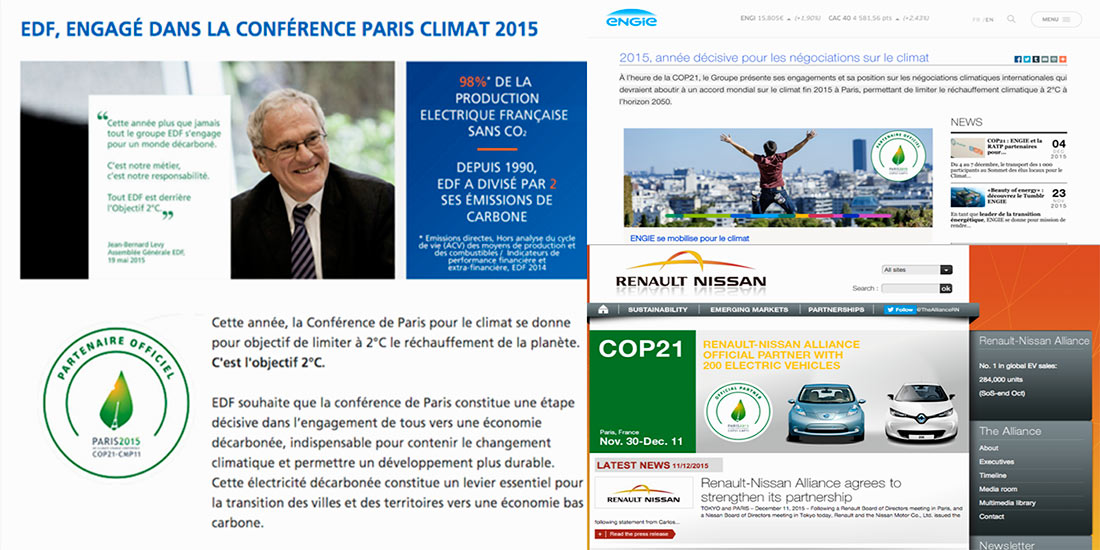 EDF, ENGAGÉ DANS LA CONFÉRENCE PARIS CLIMAT 2015
“Cette année plus que jamais
tout le groupe EDF s'engage
pour un monde décarboné.
C'est notre métier,
c'est notre responsabilité.
Tout EDF est derrière
l'Objectif 2°C.”
Jean-Bernard Levy
Assemblée Générale EDF,
19 mai 2015
98%* DE LA
PRODUCTION
ELECTRIQUE FRANÇAISE
SANS CO2
DEPUIS 1990,
EDF A DIVISÉ PAR 2
SES ÉMISSIONS DE
CARBONE
* Emissions directes, Hors analyse du cycle
de vie (ACV) des moyens de production et
des combustibles / Indicateurs de
performance financière et
extra-financière, EDF 2014
PARTENAIRE OFFICIEL
PARIS2015
COP21·CMP11
Cette année, la Conférence de Paris pour le climat se donne
pour objectif de limiter à 2°C le réchauffement de la planète.
C'est l'objectif 2°C.
EDF souhaite que la conférence de Paris constitue une étape
décisive dans l'engagement de tous vers une économie
décarbonée, indispensable pour contenir le changement
climatique et permettre un développement plus durable.
Cette électricité décarbonée constitue un levier essentiel pour
la transition des villes et des territoires vers une économie bas
carbone.
ENGIE
ENGI 15,805€ (+1,90%) CAC 40 4 581,56 pts (+2.43%)
FR /EN
MENU
2015, année décisive pour les négociations sur le climat
À l'heure de la COP21, le Groupe présente ses engagements et sa position sur les négociations climatiques internationales qui
devraient aboutir à un accord mondial sur le climat fin 2015 à Paris, permettant de limiter le réchauffement climatique à 2°C à
l'horizon 2050.
PARTENAIRE OFFICIEL
PARIS2015
ENGIE se mobilise pour le climat
NEWS
COP21 : ENGIE et la
RATP partenaires
pour...
04
DEC
2015
Du 4 au 7 décembre, le transport des 1 000
participants au Sommet des élus locaux pour le
Climat...
«Beauty of energy» :
découvrez le Tumblr
ENGIE
23
NOV
2015
En tant que leader de la transition
énergétique, ENGIE se donne pour mission de
rendre...
RENAULT NISSAN
All sites
Search :
ok
SUSTAINABILITY
EMERGING MARKETS
PARTNERSHIPS
Follow @TheAllianceRN
COP21
Paris, France
Nov. 30-Dec. 11
RENAULT-NISSAN ALLIANCE
OFFICIAL PARTNER WITH
200 ELECTRIC VEHICLES
OFFICIAL PARTNER
PARIS2015
LATEST NEWS 11/12/2015
RENAULT NISSAN
Renault-Nissan Alliance agrees to
strengthen its partnership
TOKYO and PARIS – December 11, 2015 – Following a Renault Board of Directors meeting in Paris, and
a Nissan Board of Directors meeting in Tokyo today, Renault and the Nissan Motor Co., Ltd. issued the
following statement from Carlos...
+ Read the press release
Renault-Nissan Alliance
No. 1 in global EV sales:
284,000 units
(SoS-end Oct)
The Alliance
About
Executives
Timeline
Media room
Multimedia library
Contact
Newsletter